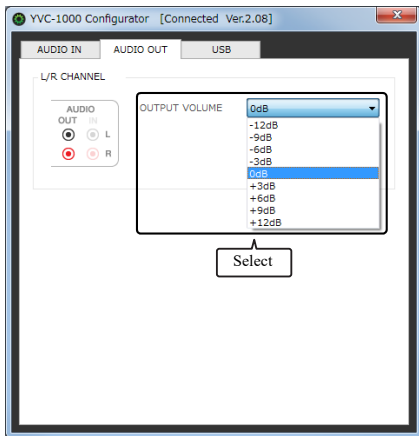 YVC-1000 Configurator [Connected Ver.2.08]
x
AUDIO IN AUDIO OUT USB
L/R CHANNEL
AUDIO
OUT IN
L
R
OUTPUT VOLUME 0dB
-12dB
-9dB
-6dB
-3dB
0dB
+3dB
+6dB
+9dB
+12dB
Select